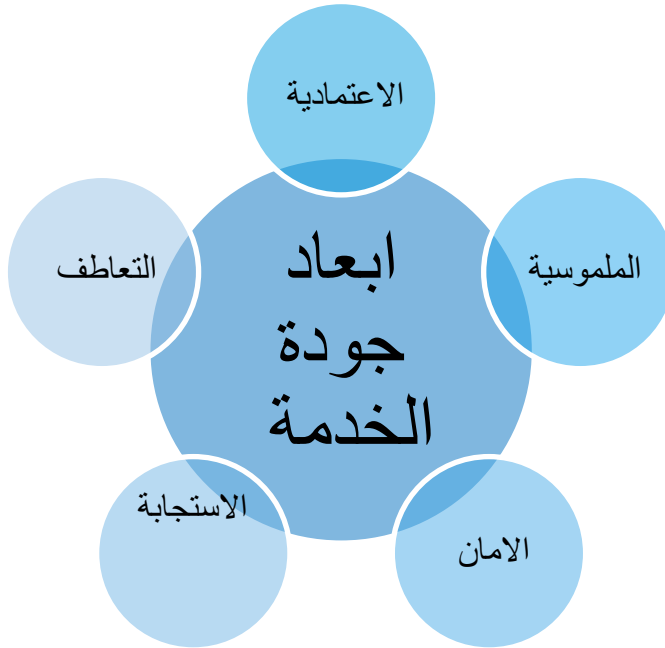 الاعتمادية
ابعاد
جودة
الخدمة
الملموسية
الامان
الاستجابة
التعاطف